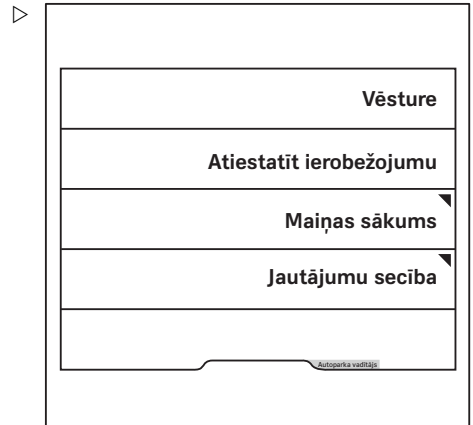 Vēsture
Atiestatīt ierobežojumu
Maiņas sākums
Jautājumu secība
Autoparka vadītājs